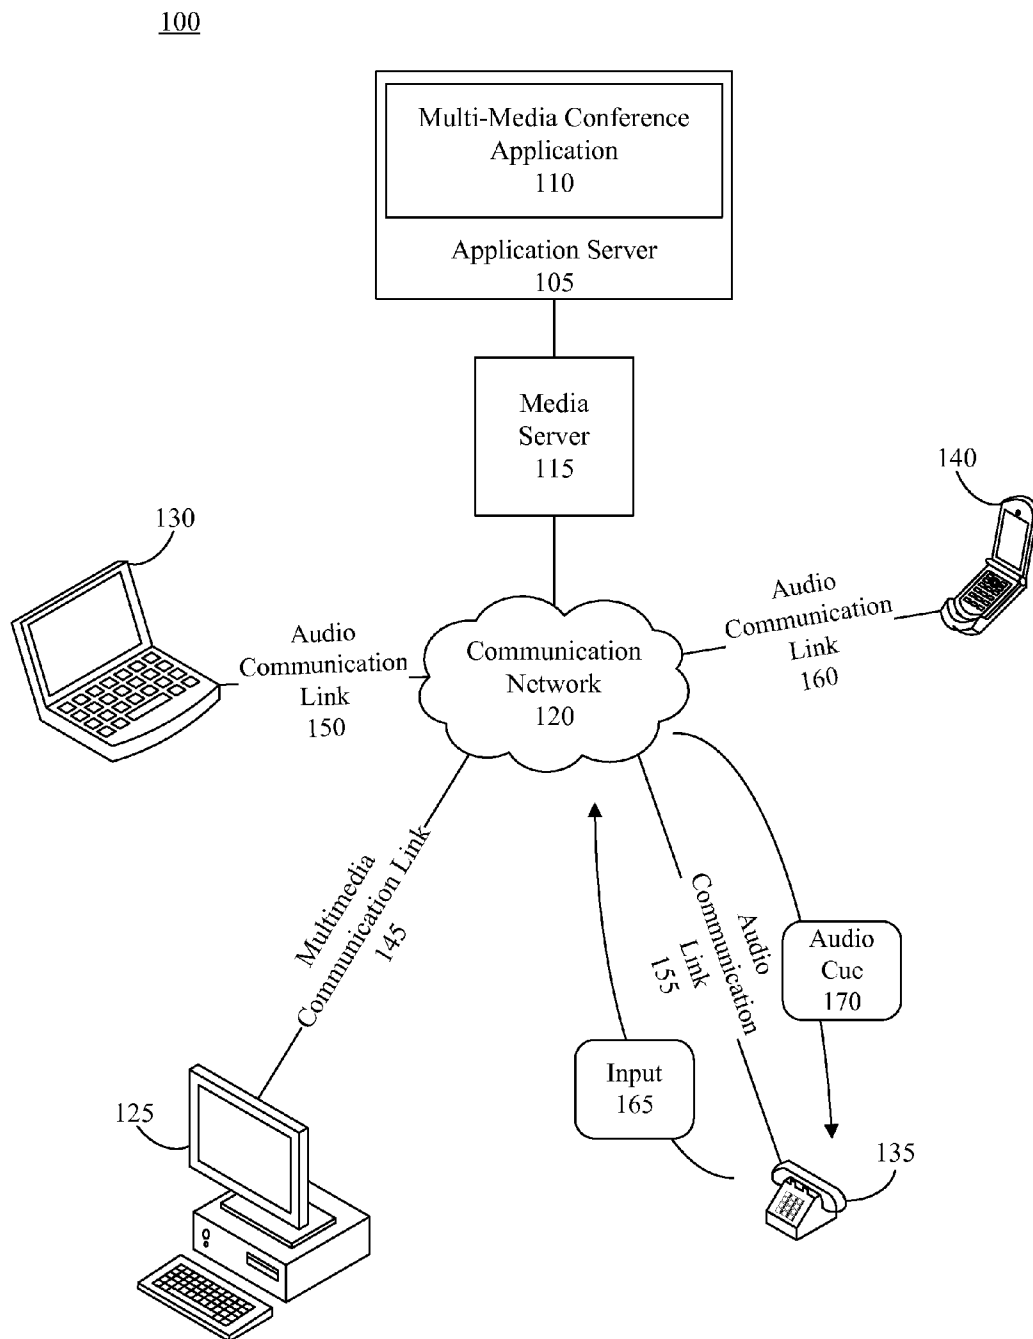 100
Multi-Media Conference
Application
110
Application Server
105
Media
Server
115
140
130
Audio
Communication
Link
160
Audio
Communication
Link
150
Communication
Network
120
Multimedia
Communication Link
145
Audio
Communication
Link
155
Audio
Cue
170
Input
165
125
135